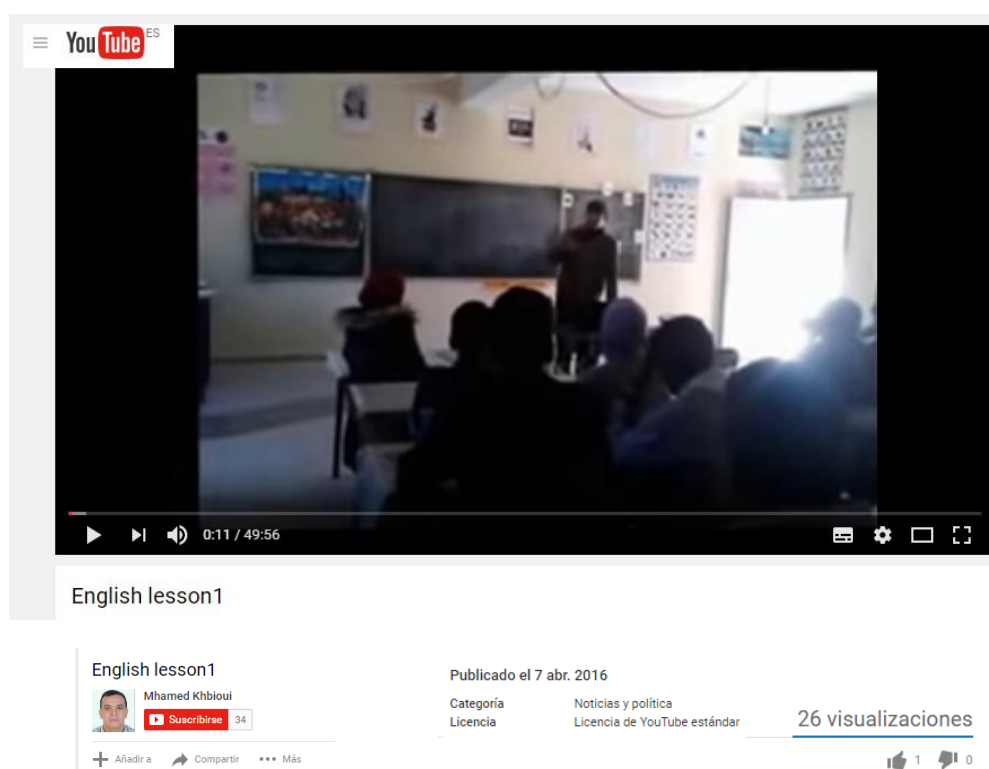 YouTube ES
0:11 / 49:56
English lesson1
English lesson1
Mhamed Khbioui
Suscribirse 34
Añadir a Compartir Más
Publicado el 7 abr. 2016
Categoría Noticias y política
Licencia Licencia de YouTube estándar
26 visualizaciones
1 0